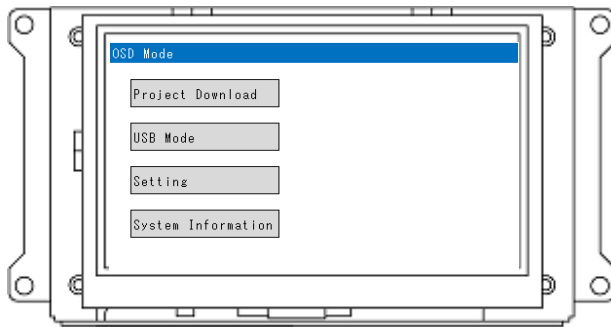 OSD Mode
Project Download
USB Mode
Setting
System Information